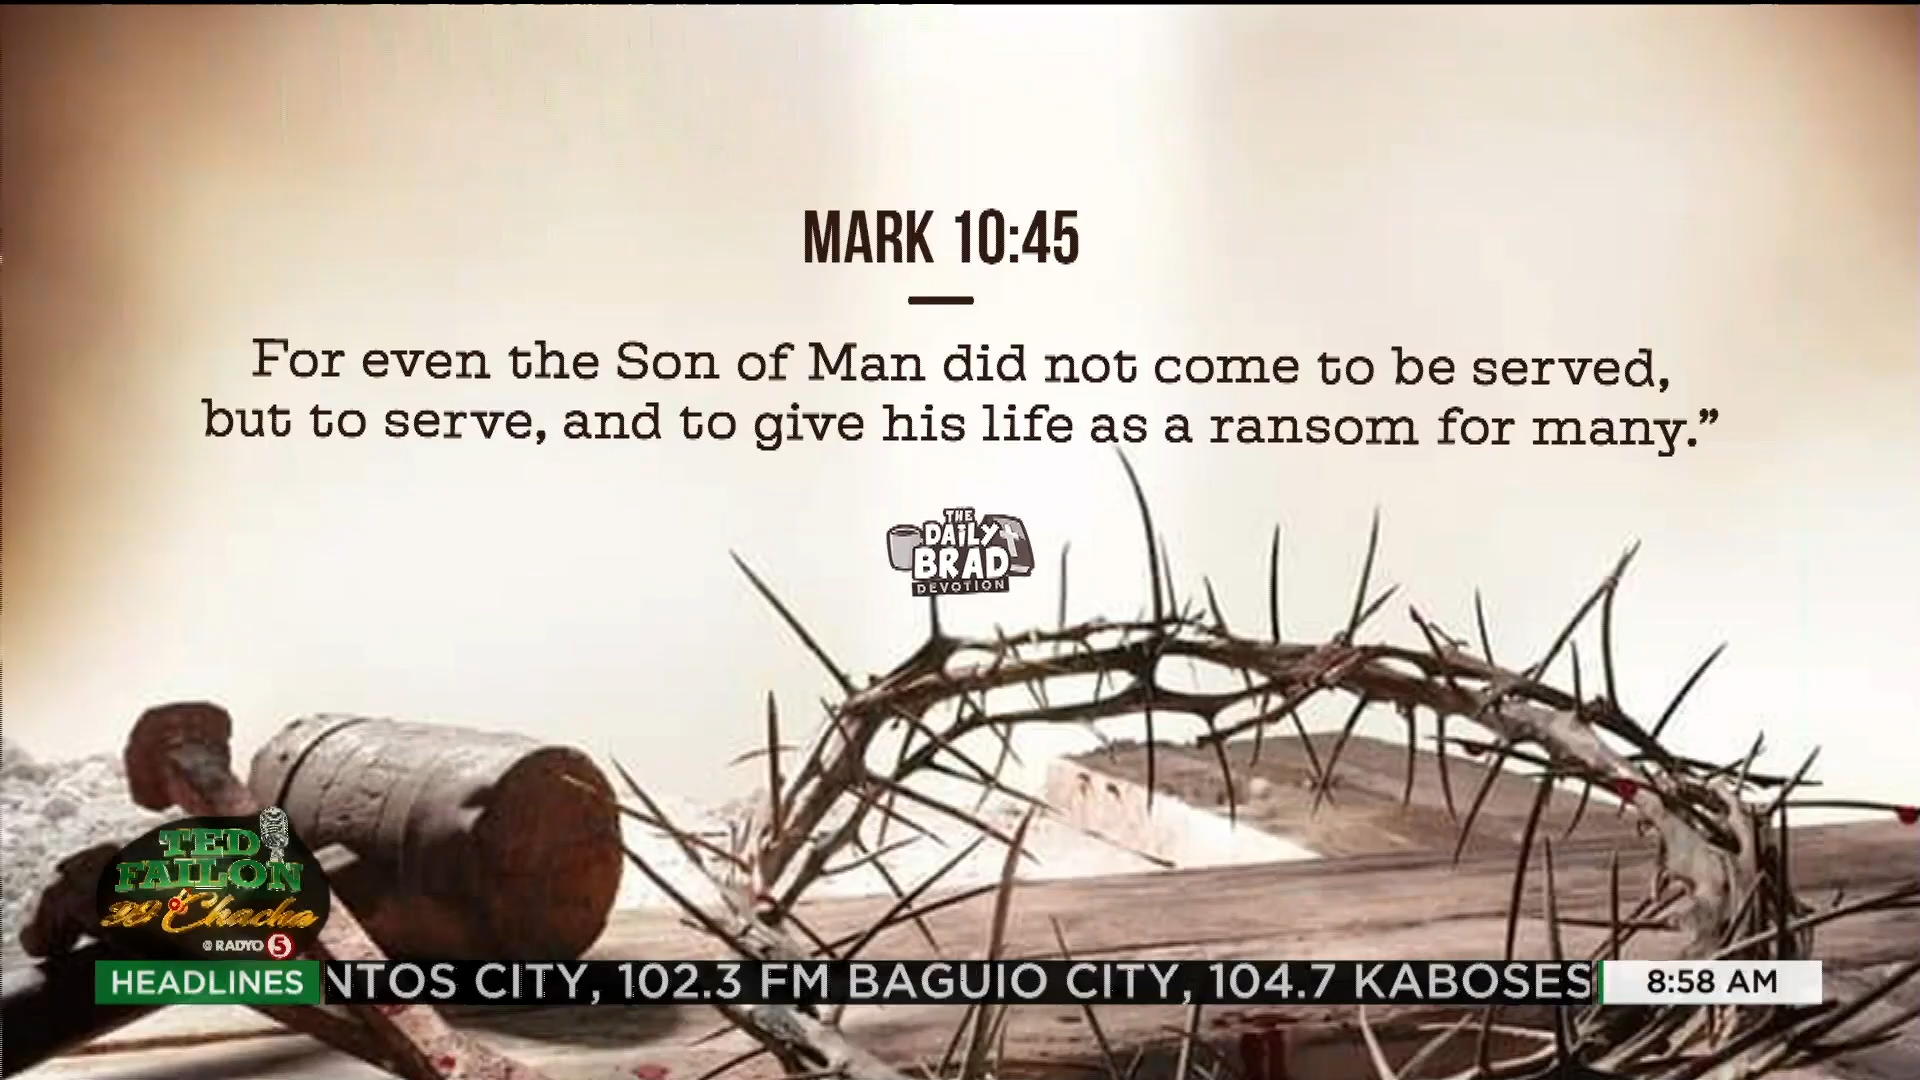 MARK 10:45
For even the Son of Man did not come to be served,
but to serve, and to give his life as a ransom for many.”
THE
DAILY
BRAD
DEVOTION
TED
FAILON
@RADYO 5
HEADLINES NTOS CITY, 102.3 FM BAGUIO CITY, 104.7 KABOSES 8:58 AM